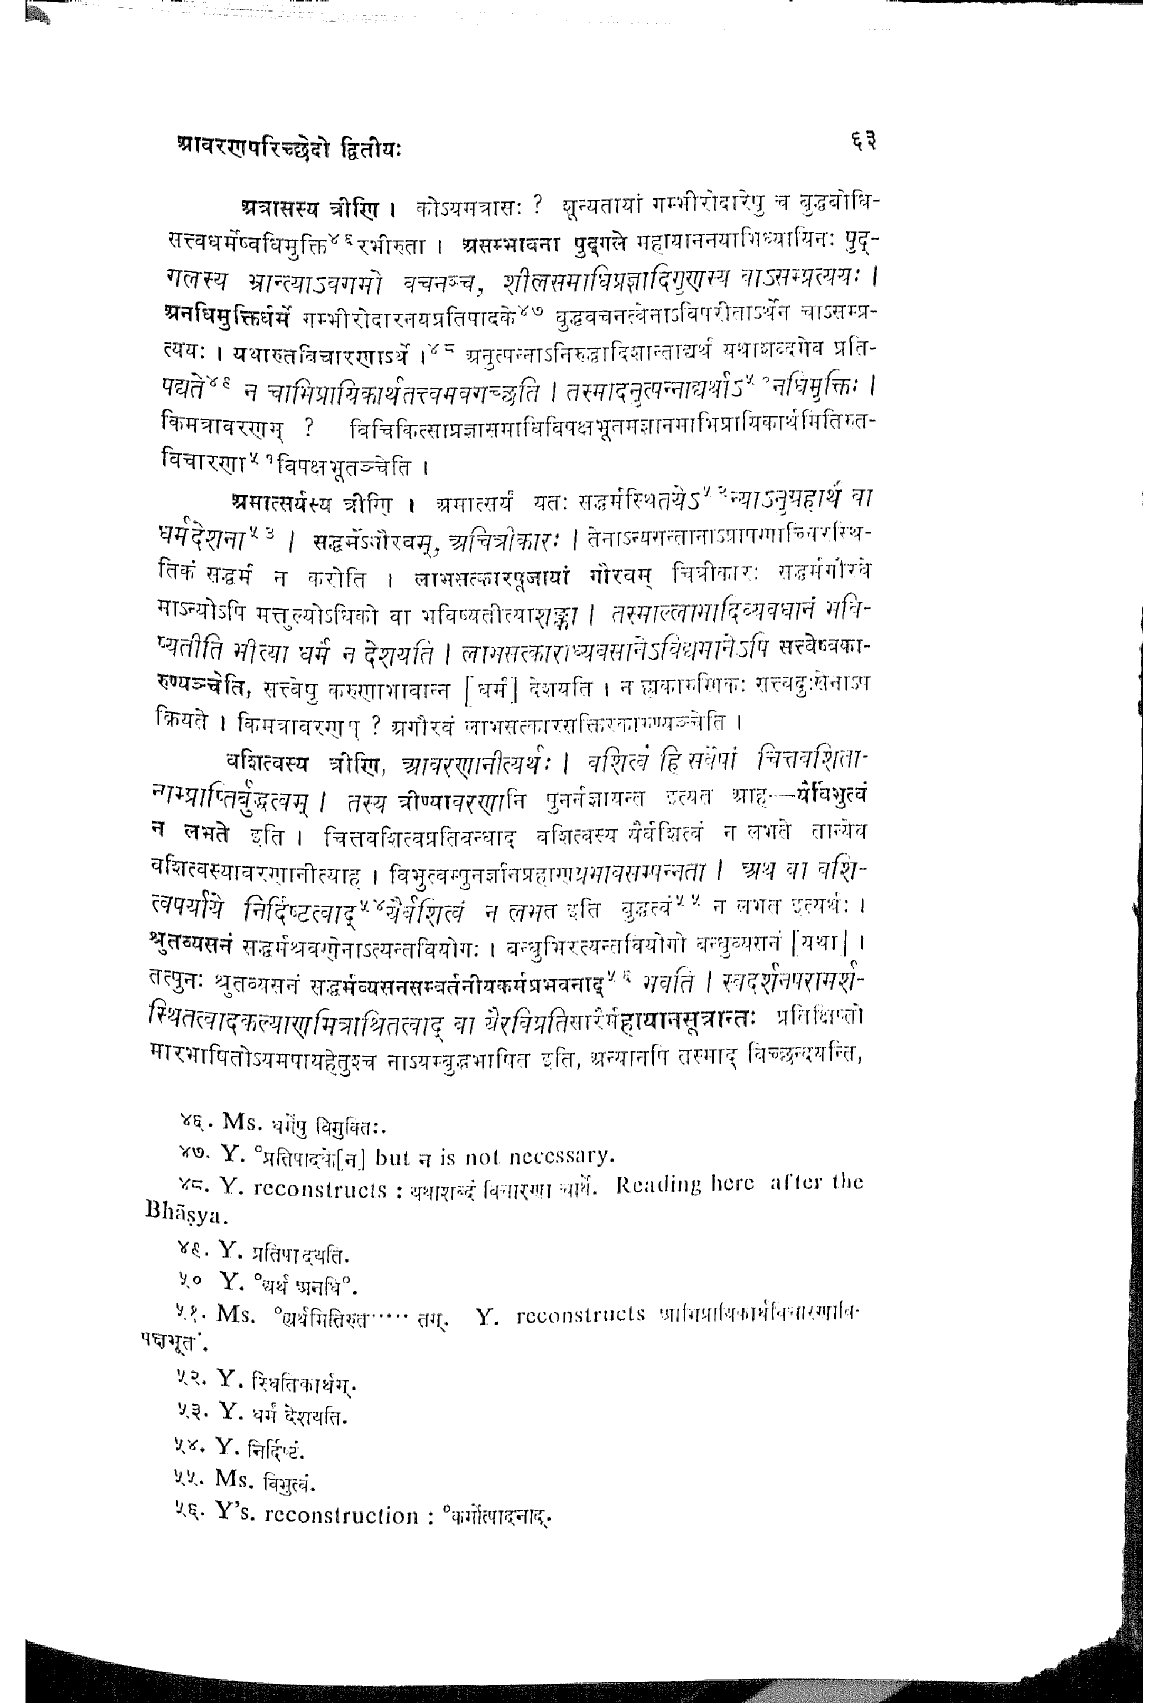 आवरणपरिच्छेदो द्वितीयः ६३
अत्रासस्य त्रीणि । कोऽयमत्रासः ? शून्यतायां गम्भीरोदारेषु च बुद्धबोधि-
सत्त्वधर्मेष्वधिमुक्ति४६रभीरुता । असम्भावना पुद्गले महायाननयाभिध्यायिनः पुद्-
गलस्य भ्रान्त्याऽवगमो वचनञ्च, शीलसमाधिप्रज्ञादिगुणस्य वाऽसम्प्रत्ययः ।
अनधिमुक्तिर्धर्मे गम्भीरोदारनयप्रतिपादके४७ बुद्धवचनत्वेनाऽविपरीताऽर्थेन चाऽसम्प्र-
त्ययः । यथारुतविचारणाऽर्थे ।४८ अनुत्पन्नाऽनिरुद्धादिशान्ताद्यर्थं यथाशब्दमेव प्रति-
पद्यते४९ न चाभिप्रायिकार्थतत्त्वमवगच्छति । तस्मादनुत्पन्नाद्यर्थाऽ५०नधिमुक्तिः ।
किमत्रावरणम् ? विचिकित्साप्रज्ञासमाधिविपक्षभूतमज्ञानमाभिप्रायिकार्थमितिरुत-
विचारणा५१विपक्षभूतञ्चेति ।
अमात्सर्यस्य त्रीणि । अमात्सर्यं यतः सद्धर्मस्थितयेऽ५२न्याऽनुग्रहार्थं वा
धर्मदेशना५३ । सद्धर्मेऽगौरवम्, अचित्रीकारः । तेनाऽन्यगन्तानाऽप्रापणाच्चिरस्थि-
तिकं सद्धर्मं न करोति । लाभसत्कारपूजायां गौरवम् चित्रीकारः सद्धर्मगौरवे
माऽन्योऽपि मत्तुल्योऽधिको वा भविष्यतीत्याशङ्का । तस्माल्लाभादिव्यवधानं भवि-
ष्यतीति भीत्या धर्मं न देशयति । लाभसत्काराध्यवसानेऽविद्यमानेऽपि सत्त्वेष्वका-
रुण्यञ्चेति, सत्त्वेषु करुणाभावान्न [धर्मं] देशयति । न ह्यकारुणिकः सत्त्वदुःखेनाऽप
क्रियते । किमत्रावरणम् ? अगौरवं लाभसत्कारसक्तिरकारुण्यञ्चेति ।
वशित्वस्य त्रीणि, आवरणानीत्यर्थः । वशित्वं हि सर्वेषां चित्तवशिता-
नाम्प्राप्तिर्बुद्धत्वम् । तस्य त्रीण्यावरणानि पुनर्नज्ञायन्त इत्यत आह—यैर्विभुत्वं
न लभते इति । चित्तवशित्वप्रतिबन्धाद् वशित्वस्य यैर्वशित्वं न लभते तान्येव
वशित्वस्यावरणानीत्याह । विभुत्वम्पुनर्ज्ञानप्रहाणप्रभावसम्पन्नता । अथ वा वशि-
त्वपर्याये निर्दिष्टत्वाद्५४यैर्वशित्वं न लभत इति बुद्धत्वं५५ न लभत इत्यर्थः ।
श्रुतव्यसनं सद्धर्मश्रवणेनाऽत्यन्तवियोगः । बन्धुभिरत्यन्तवियोगो बन्धुव्यसनं [यथा] ।
तत्पुनः श्रुतव्यसनं सद्धर्मव्यसनसम्वर्तनीयकर्मप्रभवनाद्५६ भवति । स्वदर्शनपरामर्श-
स्थितत्वादकल्याणमित्राश्रितत्वाद् वा यैरविप्रतिसारैर्महायानसूत्रान्तः प्रतिक्षिप्तो
मारभाषितोऽयमपायहेतुश्च नाऽयम्बुद्धभाषित इति, अन्यानपि तस्माद् विच्छन्दयन्ति,
४६. Ms. धर्मेषु विमुक्तिः.
४७. Y. °प्रतिपादके[न] but न is not necessary.
४८. Y. reconstructs : यथाशब्दं विचारणा चार्थे. Reading here after the
Bhāṣya.
४९. Y. प्रतिपादयति.
५० Y. °द्यर्थं अनधि°.
५१. Ms. °ह्यर्थमितिरुत····· तम्. Y. reconstructs आभिप्रायिकार्थविचारणावि-
पक्षभूतं.
५२. Y. स्थितिकार्थम्.
५३. Y. धर्मं देशयति.
५४. Y. निर्दिष्टं.
५५. Ms. विभुत्वं.
५६. Y's. reconstruction : °कर्मोत्पादनाद्.